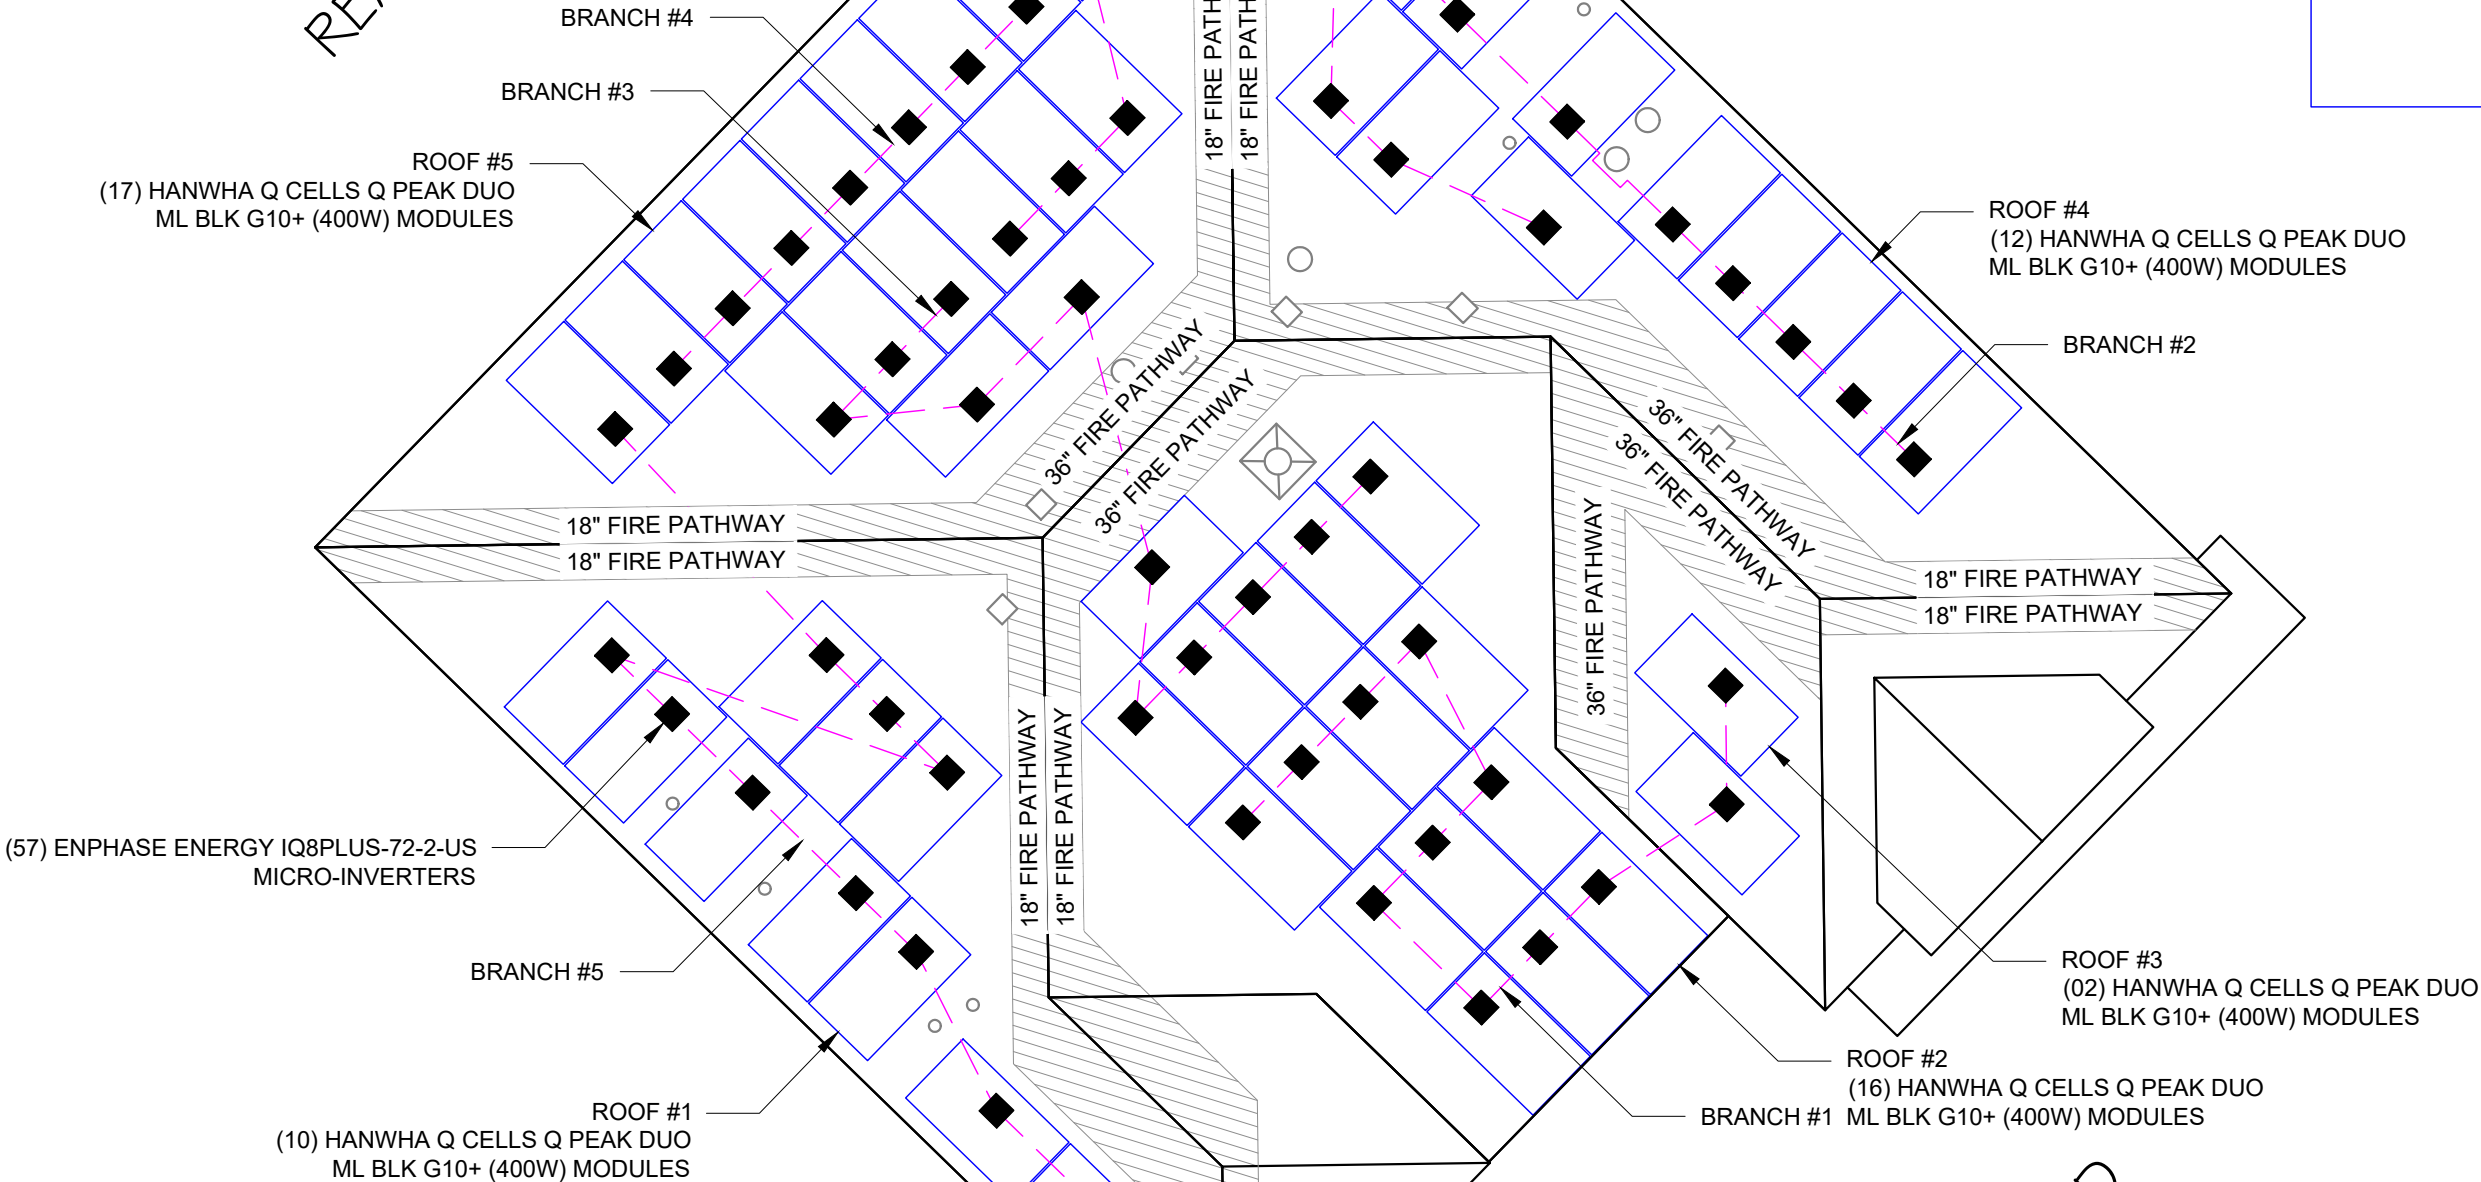 BRANCH #4
BRANCH #3
ROOF #5
(17) HANWHA Q CELLS Q PEAK DUO
ML BLK G10+ (400W) MODULES
18" FIRE PATH
18" FIRE PATH
ROOF #4
(12) HANWHA Q CELLS Q PEAK DUO
ML BLK G10+ (400W) MODULES
BRANCH #2
36" FIRE PATHWAY
36" FIRE PATHWAY
36" FIRE PATHWAY
36" FIRE PATHWAY
36" FIRE PATHWAY
18" FIRE PATHWAY
18" FIRE PATHWAY
18" FIRE PATHWAY
18" FIRE PATHWAY
18" FIRE PATHWAY
18" FIRE PATHWAY
(57) ENPHASE ENERGY IQ8PLUS-72-2-US
MICRO-INVERTERS
BRANCH #5
ROOF #1
(10) HANWHA Q CELLS Q PEAK DUO
ML BLK G10+ (400W) MODULES
ROOF #3
(02) HANWHA Q CELLS Q PEAK DUO
ML BLK G10+ (400W) MODULES
ROOF #2
(16) HANWHA Q CELLS Q PEAK DUO
ML BLK G10+ (400W) MODULES
BRANCH #1